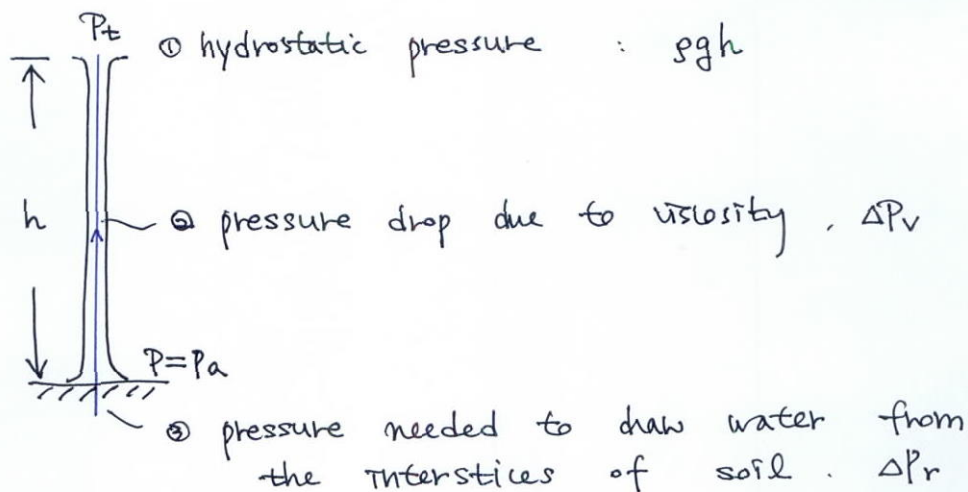 Pt
① hydrostatic pressure : ρgh
h
② pressure drop due to viscosity . ΔPv
P=Pa
③ pressure needed to draw water from
the interstices of soil . ΔPr